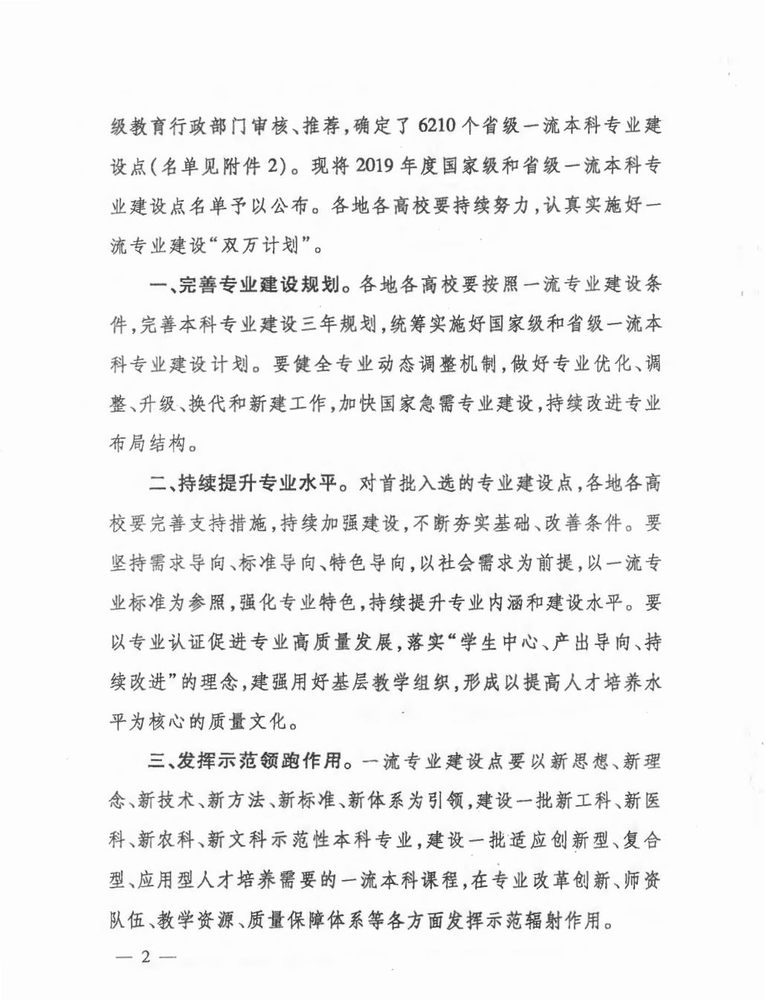 级教育行政部门审核、推荐,确定了 6210 个省级一流本科专业建
设点(名单见附件 2)。现将 2019 年度国家级和省级一流本科专
业建设点名单予以公布。各地各高校要持续努力,认真实施好一
流专业建设“双万计划”。
一、完善专业建设规划。各地各高校要按照一流专业建设条
件,完善本科专业建设三年规划,统筹实施好国家级和省级一流本
科专业建设计划。要健全专业动态调整机制,做好专业优化、调
整、升级、换代和新建工作,加快国家急需专业建设,持续改进专业
布局结构。
二、持续提升专业水平。对首批入选的专业建设点,各地各高
校要完善支持措施,持续加强建设,不断夯实基础、改善条件。要
坚持需求导向、标准导向、特色导向,以社会需求为前提,以一流专
业标准为参照,强化专业特色,持续提升专业内涵和建设水平。要
以专业认证促进专业高质量发展,落实“学生中心、产出导向、持
续改进”的理念,建强用好基层教学组织,形成以提高人才培养水
平为核心的质量文化。
三、发挥示范领跑作用。一流专业建设点要以新思想、新理
念、新技术、新方法、新标准、新体系为引领,建设一批新工科、新医
科、新农科、新文科示范性本科专业,建设一批适应创新型、复合
型、应用型人才培养需要的一流本科课程,在专业改革创新、师资
队伍、教学资源、质量保障体系等各方面发挥示范辐射作用。
— 2 —